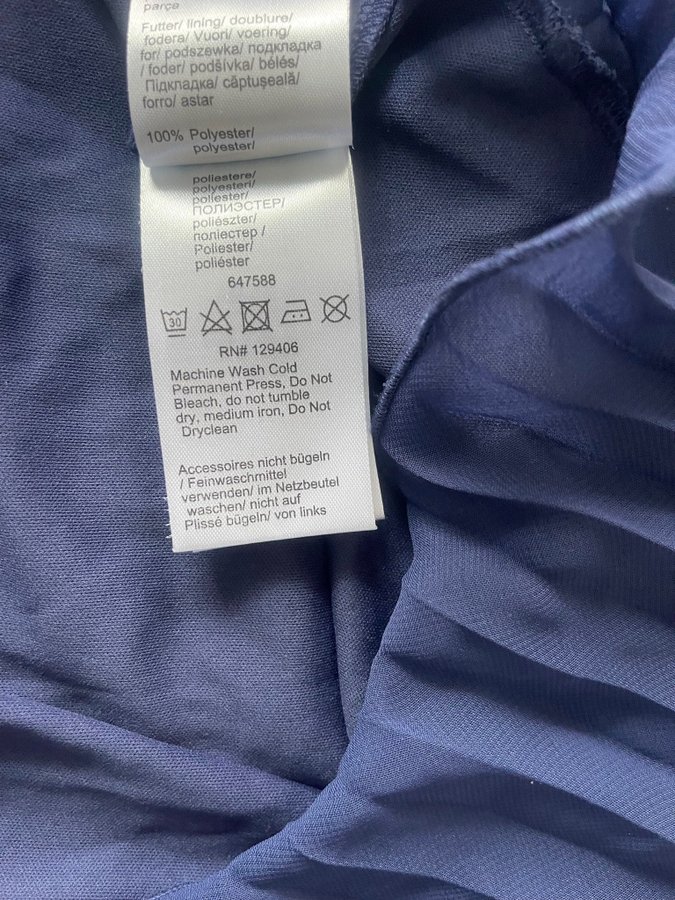 parça
Futter/ lining/ doublure/
fodera/ Vuori/ voering/
for/ podszewka/ подкладка
/ foder/ podšívka/ bélés/
Підкладка/ căptușeală/
forro/ astar
100% Polyester/
polyester/
poliestere/
polyesteri/
poliester/
ПОЛИЭСТЕР/
poliészter/
поліестер /
Poliester/
poliéster
647588
30
RN# 129406
Machine Wash Cold
Permanent Press, Do Not
Bleach, do not tumble
dry, medium iron, Do Not
Dryclean
Accessoires nicht bügeln
/ Feinwaschmittel
verwenden/ im Netzbeutel
waschen/ nicht auf
Plissé bügeln/ von links